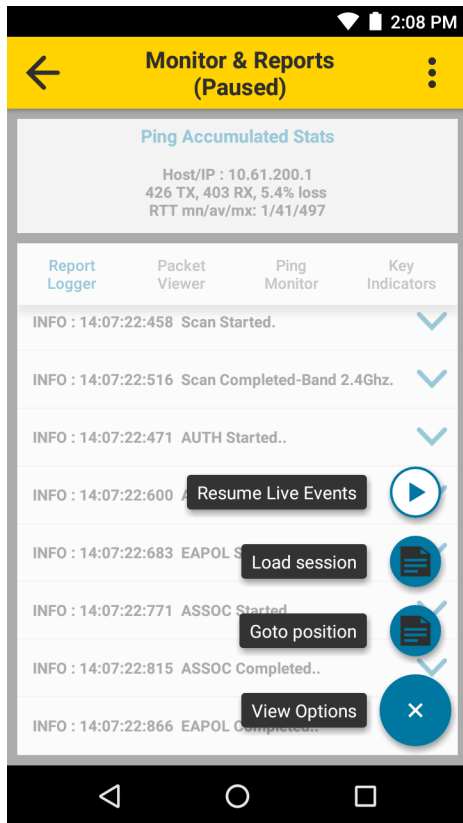 2:08 PM
Monitor & Reports
(Paused)
Ping Accumulated Stats
Host/IP : 10.61.200.1
426 TX, 403 RX, 5.4% loss
RTT mn/av/mx: 1/41/497
Report Logger
Packet Viewer
Ping Monitor
Key Indicators
INFO : 14:07:22:458 Scan Started.
INFO : 14:07:22:516 Scan Completed-Band 2.4Ghz.
INFO : 14:07:22:471 AUTH Started..
INFO : 14:07:22:600
Resume Live Events
INFO : 14:07:22:683 EAPOL
Load session
INFO : 14:07:22:771 ASSOC Started
Goto position
INFO : 14:07:22:815 ASSOC Completed..
View Options
INFO : 14:07:22:866 EAPOL Completed..